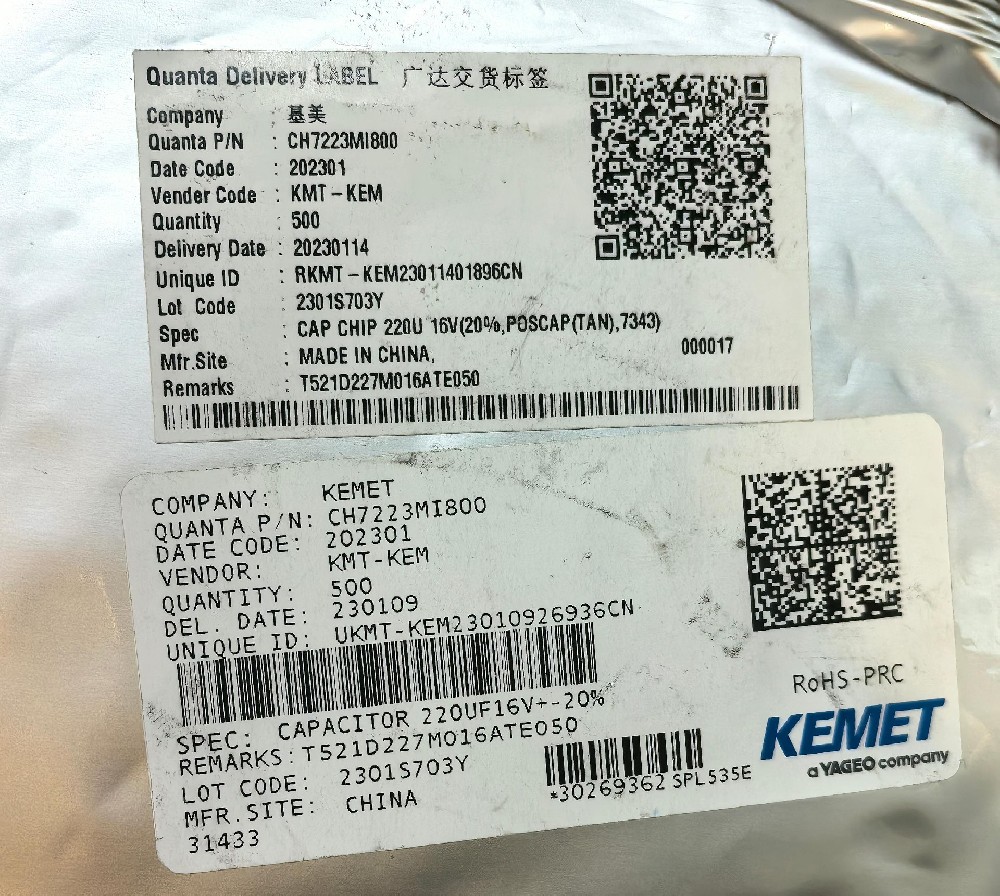 Quanta Delivery LABEL 广达交货标签
Company : 基美
Quanta P/N : CH7223MI800
Date Code : 202301
Vender Code : KMT-KEM
Quantity : 500
Delivery Date : 20230114
Unique ID : RKMT-KEM23011401896CN
Lot Code : 2301S703Y
Spec : CAP CHIP 220U 16V(20%,POSCAP(TAN),7343)
Mfr.Site : MADE IN CHINA, 000017
Remarks : T521D227M016ATE050
COMPANY: KEMET
QUANTA P/N: CH7223MI800
DATE CODE: 202301
VENDOR: KMT-KEM
QUANTITY: 500
DEL. DATE: 230109
UNIQUE ID: UKMT-KEM23010926936CN
SPEC: CAPACITOR 220UF16V+-20%
REMARKS: T521D227M016ATE050
LOT CODE: 2301S703Y
MFR.SITE: CHINA
31433
*30269362 SPL535E
RoHS-PRC
KEMET
a YAGEO company